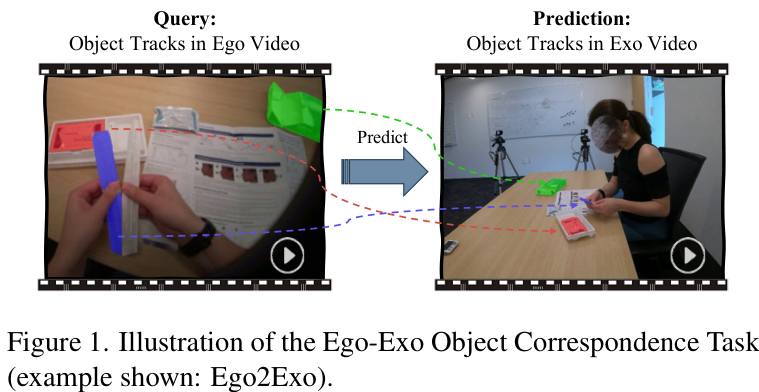 Query:
Object Tracks in Ego Video
Prediction:
Object Tracks in Exo Video
Predict
Figure 1. Illustration of the Ego-Exo Object Correspondence Task
(example shown: Ego2Exo).